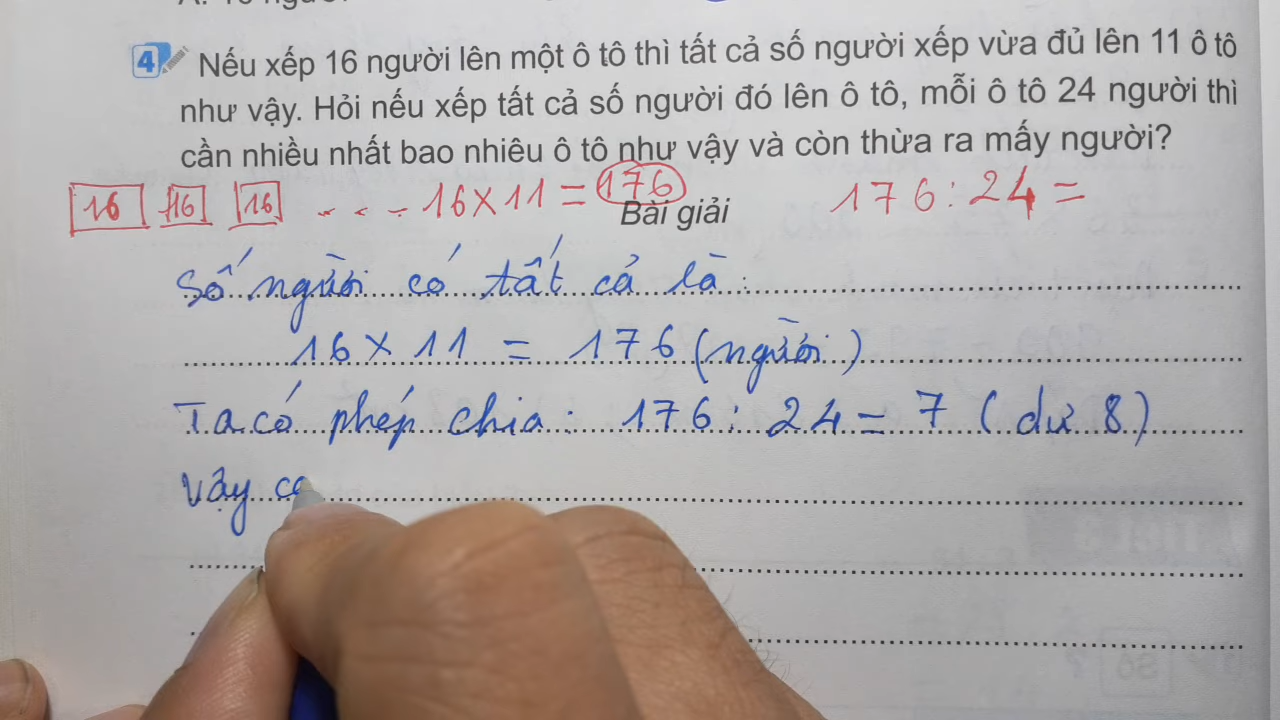 4 Nếu xếp 16 người lên một ô tô thì tất cả số người xếp vừa đủ lên 11 ô tô
như vậy. Hỏi nếu xếp tất cả số người đó lên ô tô, mỗi ô tô 24 người thì
cần nhiều nhất bao nhiêu ô tô như vậy và còn thừa ra mấy người?
16 16 16 - - - 16 x 11 = 176 176 : 24 =
Bài giải
Số người có tất cả là:
16 x 11 = 176 (người)
Ta có phép chia: 176 : 24 = 7 (dư 8)
Vậy